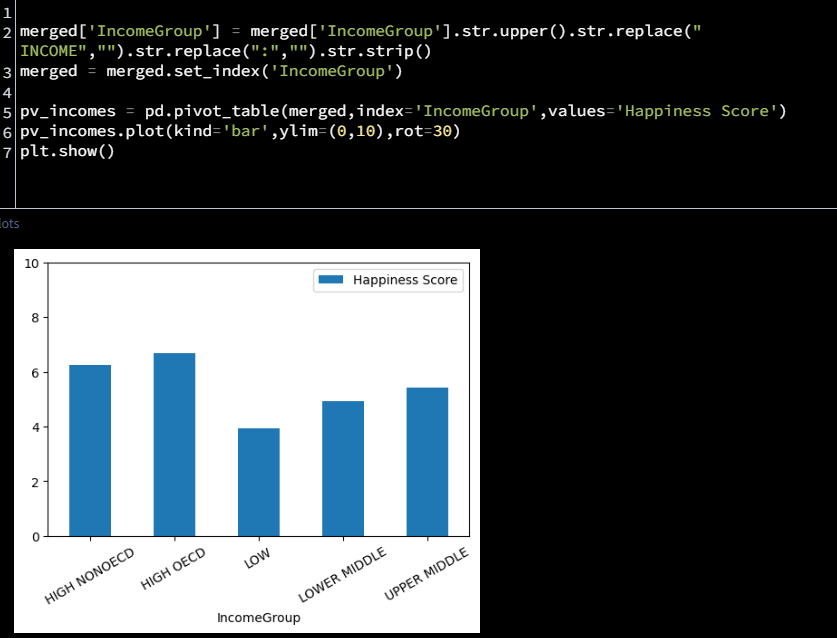 1
2 merged['IncomeGroup'] = merged['IncomeGroup'].str.upper().str.replace("
INCOME","").str.replace(":","").str.strip()
3 merged = merged.set_index('IncomeGroup')
4
5 pv_incomes = pd.pivot_table(merged,index='IncomeGroup',values='Happiness Score')
6 pv_incomes.plot(kind='bar',ylim=(0,10),rot=30)
7 plt.show()
lots
10
Happiness Score
8
6
4
2
0
HIGH NONOECD
HIGH OECD
LOW
LOWER MIDDLE
UPPER MIDDLE
IncomeGroup